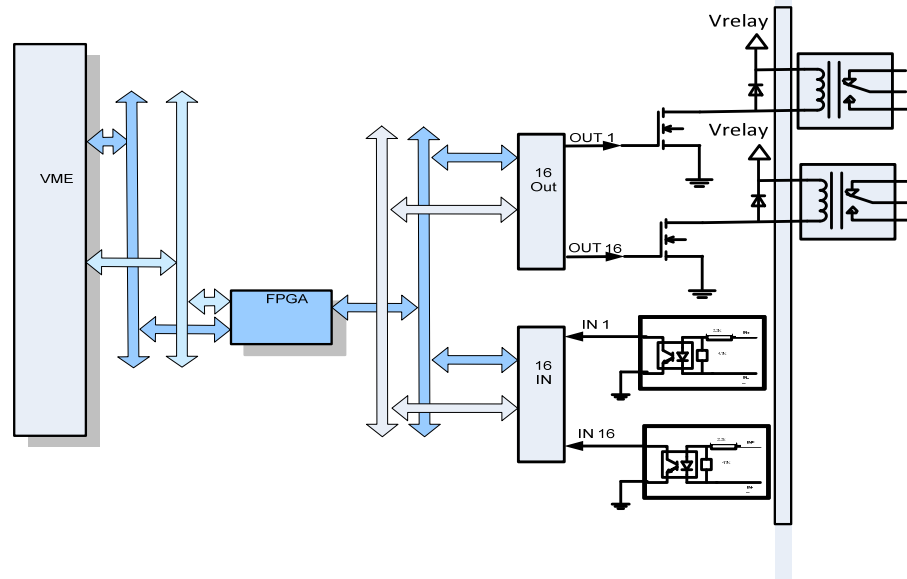 Vrelay
VME
OUT 1
Vrelay
16
Out
OUT 16
FPGA
IN 1
16
IN
IN 16